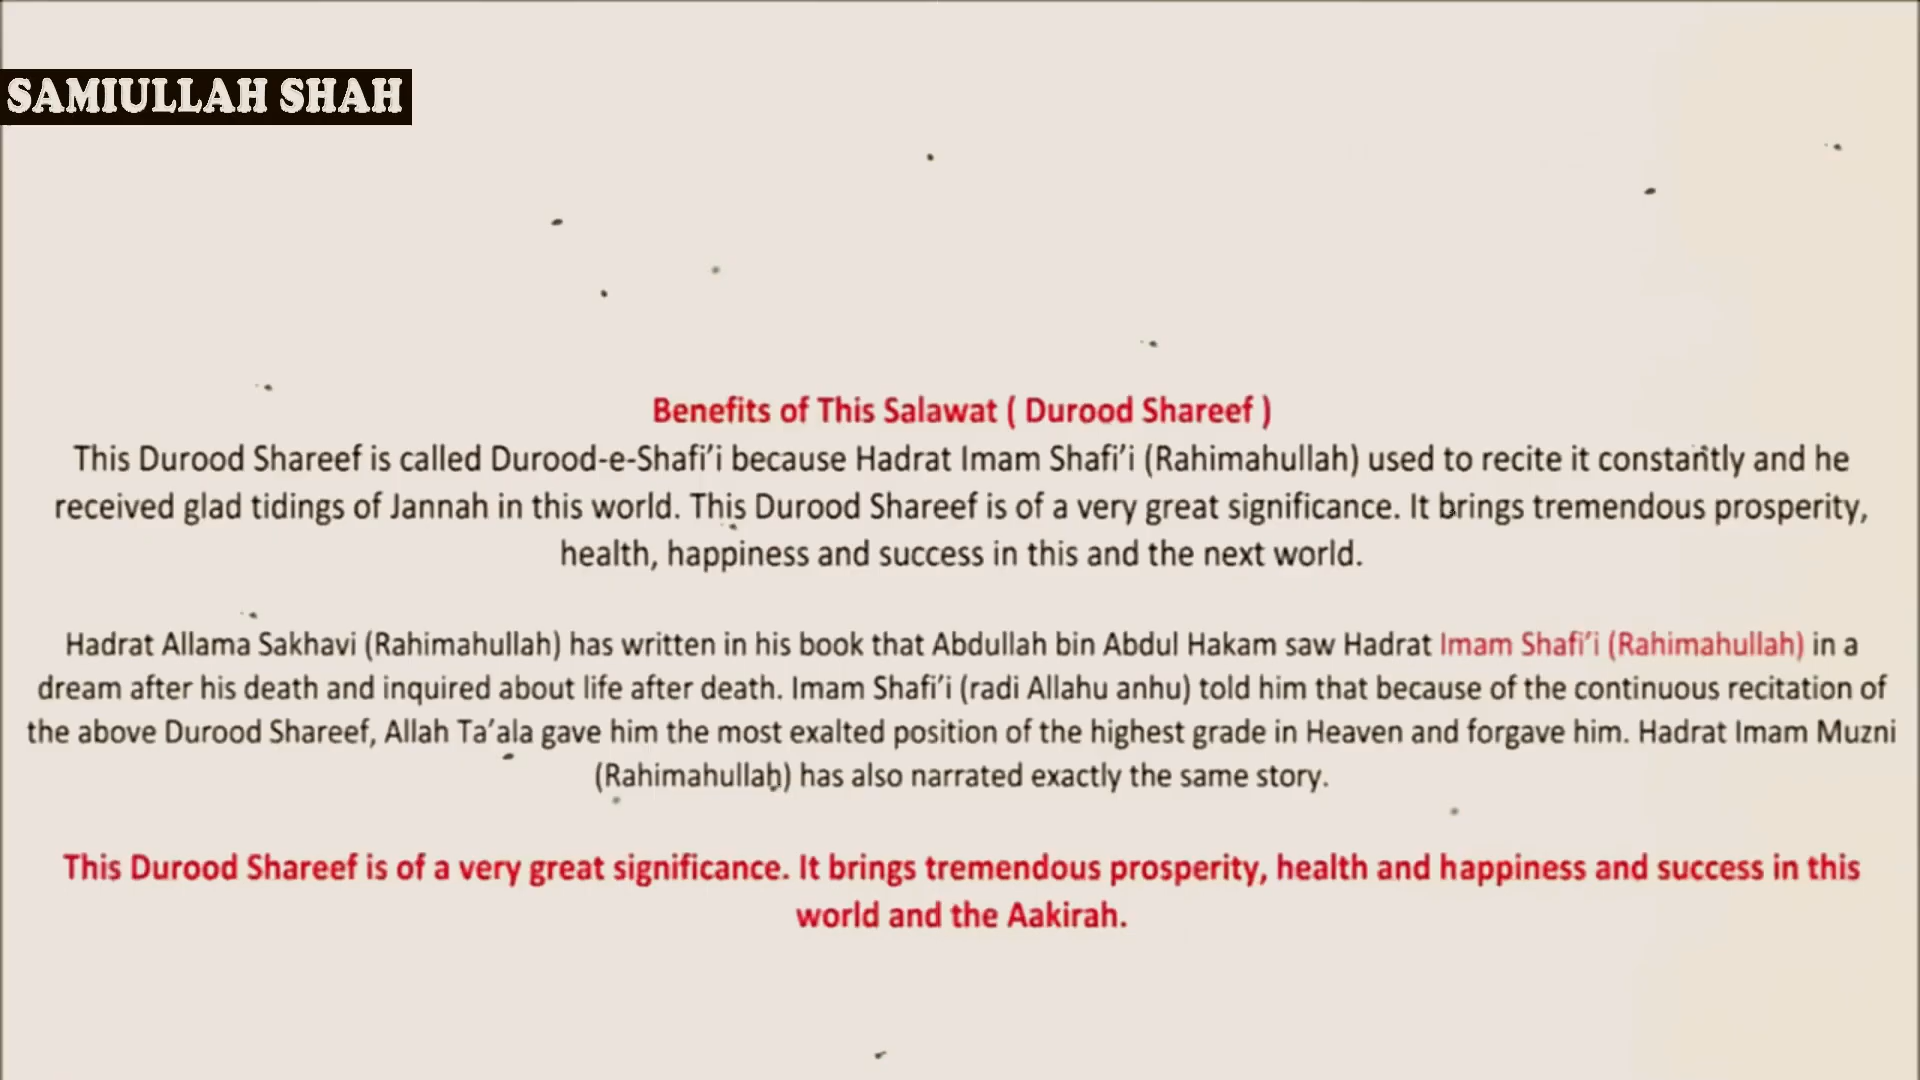 SAMIULLAH SHAH
Benefits of This Salawat ( Durood Shareef )
This Durood Shareef is called Durood-e-Shafi’i because Hadrat Imam Shafi’i (Rahimahullah) used to recite it constantly and he
received glad tidings of Jannah in this world. This Durood Shareef is of a very great significance. It brings tremendous prosperity,
health, happiness and success in this and the next world.
Hadrat Allama Sakhavi (Rahimahullah) has written in his book that Abdullah bin Abdul Hakam saw Hadrat Imam Shafi’i (Rahimahullah) in a
dream after his death and inquired about life after death. Imam Shafi’i (radi Allahu anhu) told him that because of the continuous recitation of
the above Durood Shareef, Allah Ta’ala gave him the most exalted position of the highest grade in Heaven and forgave him. Hadrat Imam Muzni
(Rahimahullah) has also narrated exactly the same story.
This Durood Shareef is of a very great significance. It brings tremendous prosperity, health and happiness and success in this
world and the Aakirah.